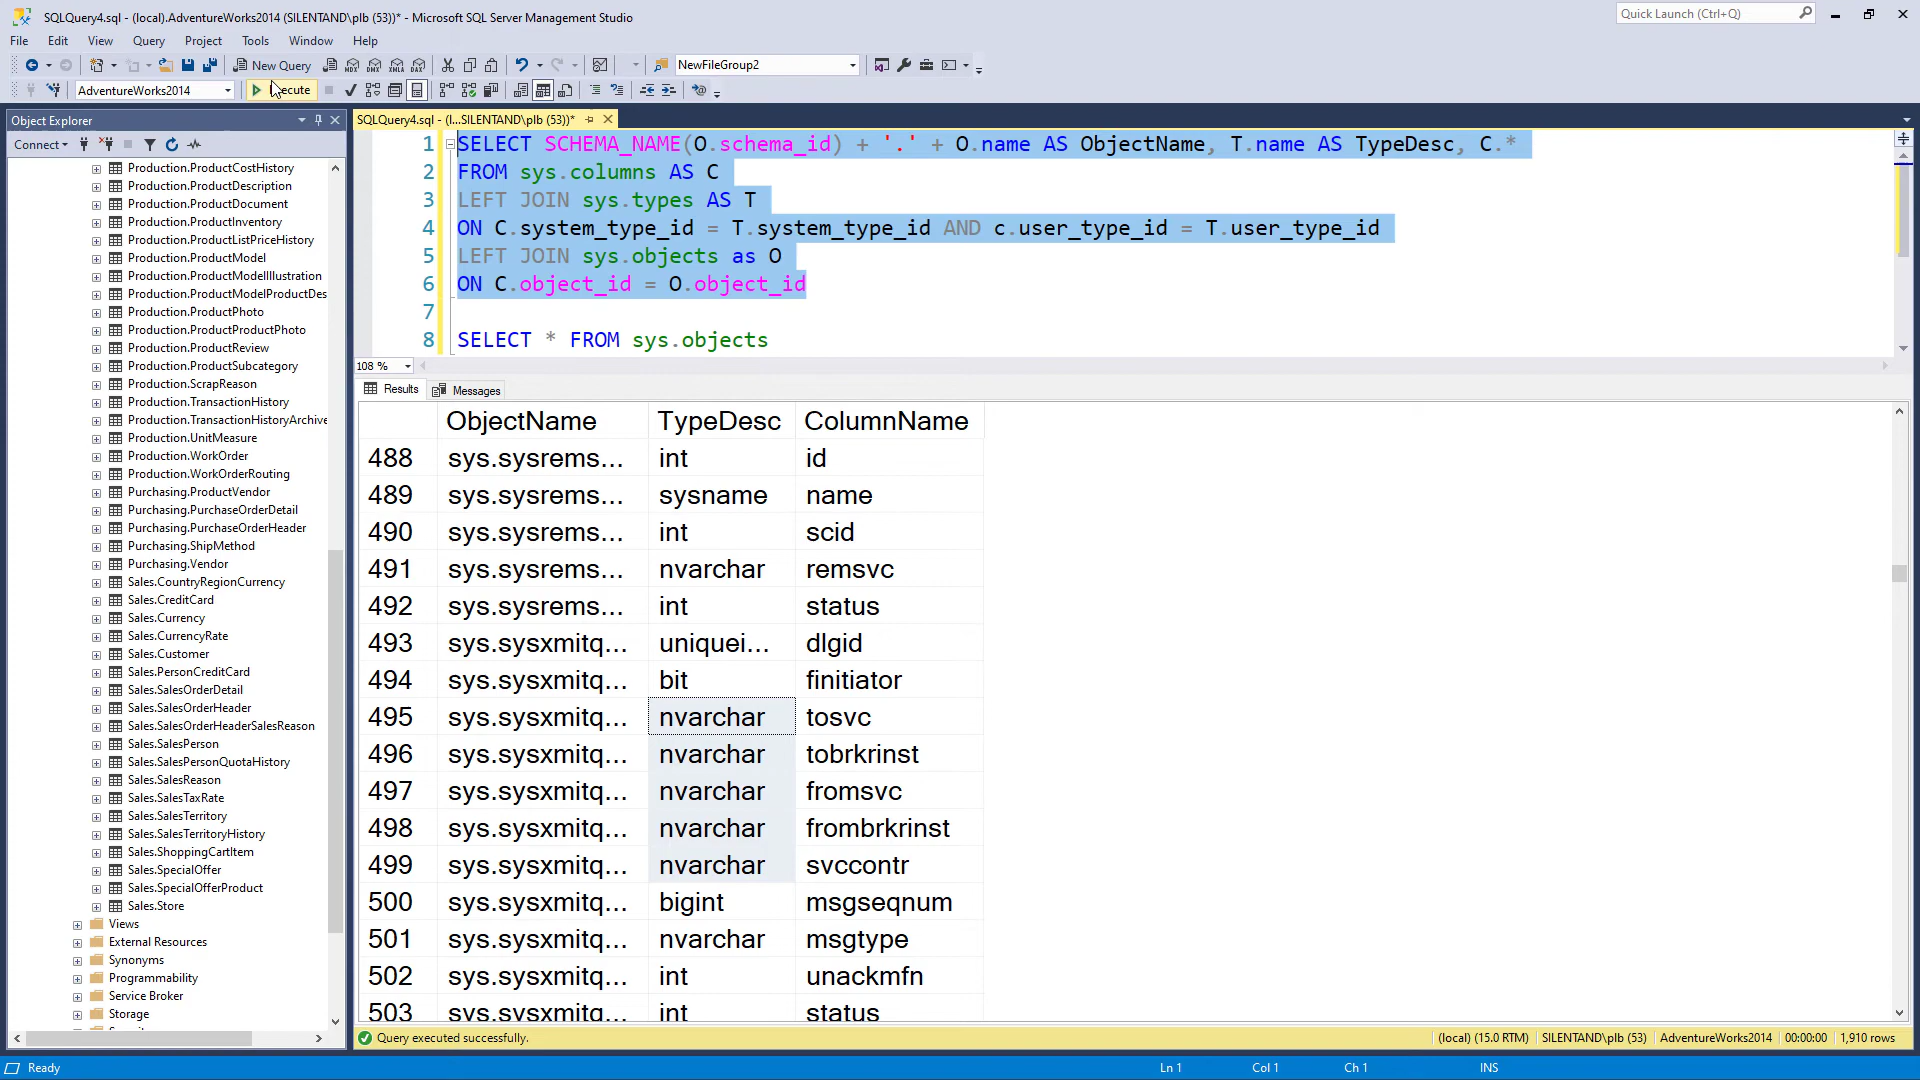 SQLQuery4.sql - (local).AdventureWorks2014 (SILENTAND\plb (53))* - Microsoft SQL Server Management Studio
Quick Launch (Ctrl+Q)
File Edit View Query Project Tools Window Help
New Query
NewFileGroup2
AdventureWorks2014
Object Explorer
Connect
Production.ProductCostHistory
Production.ProductDescription
Production.ProductDocument
Production.ProductInventory
Production.ProductListPriceHistory
Production.ProductModel
Production.ProductModelIllustration
Production.ProductModelProductDes
Production.ProductPhoto
Production.ProductProductPhoto
Production.ProductReview
Production.ProductSubcategory
Production.ScrapReason
Production.TransactionHistory
Production.TransactionHistoryArchive
Production.UnitMeasure
Production.WorkOrder
Production.WorkOrderRouting
Purchasing.ProductVendor
Purchasing.PurchaseOrderDetail
Purchasing.PurchaseOrderHeader
Purchasing.ShipMethod
Purchasing.Vendor
Sales.CountryRegionCurrency
Sales.CreditCard
Sales.Currency
Sales.CurrencyRate
Sales.Customer
Sales.PersonCreditCard
Sales.SalesOrderDetail
Sales.SalesOrderHeader
Sales.SalesOrderHeaderSalesReason
Sales.SalesPerson
Sales.SalesPersonQuotaHistory
Sales.SalesReason
Sales.SalesTaxRate
Sales.SalesTerritory
Sales.SalesTerritoryHistory
Sales.ShoppingCartItem
Sales.SpecialOffer
Sales.SpecialOfferProduct
Sales.Store
Views
External Resources
Synonyms
Programmability
Service Broker
Storage
SQLQuery4.sql - (l...SILENTAND\plb (53))*
1 SELECT SCHEMA_NAME(O.schema_id) + '.' + O.name AS ObjectName, T.name AS TypeDesc, C.*
2 FROM sys.columns AS C
3 LEFT JOIN sys.types AS T
4 ON C.system_type_id = T.system_type_id AND c.user_type_id = T.user_type_id
5 LEFT JOIN sys.objects as O
6 ON C.object_id = O.object_id
7
8 SELECT * FROM sys.objects
108 %
Results Messages
ObjectName TypeDesc ColumnName
488 sys.sysrems... int id
489 sys.sysrems... sysname name
490 sys.sysrems... int scid
491 sys.sysrems... nvarchar remsvc
492 sys.sysrems... int status
493 sys.sysxmitq... uniquei... dlgid
494 sys.sysxmitq... bit finitiator
495 sys.sysxmitq... nvarchar tosvc
496 sys.sysxmitq... nvarchar tobrkrinst
497 sys.sysxmitq... nvarchar fromsvc
498 sys.sysxmitq... nvarchar frombrkrinst
499 sys.sysxmitq... nvarchar svccontr
500 sys.sysxmitq... bigint msgseqnum
501 sys.sysxmitq... nvarchar msgtype
502 sys.sysxmitq... int unackmfn
503 sys.sysxmitq... int status
Query executed successfully.
(local) (15.0 RTM) SILENTAND\plb (53) AdventureWorks2014 00:00:00 1,910 rows
Ready Ln 1 Col 1 Ch 1 INS